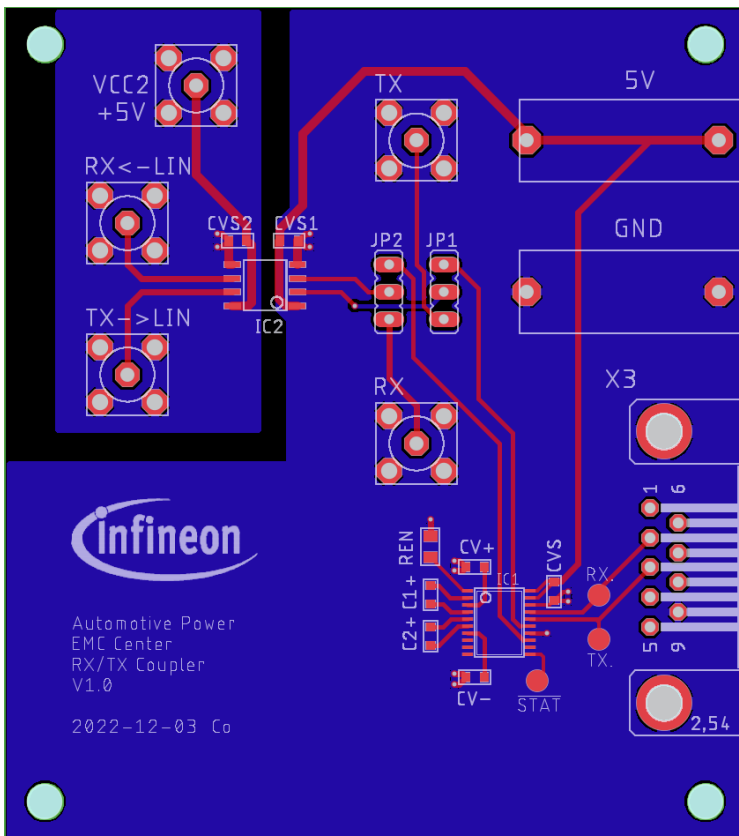 VCC2
+5V
TX
5V
RX<-LIN
CVS2
CVS1
JP2
JP1
GND
TX->LIN
IC2
RX
X3
1
6
infineon
REN
CV+
IC1
CVS
RX.
C1+
C2+
TX.
5
9
CV-
STAT
2,54
Automotive Power
EMC Center
RX/TX Coupler
V1.0
2022-12-03 Co